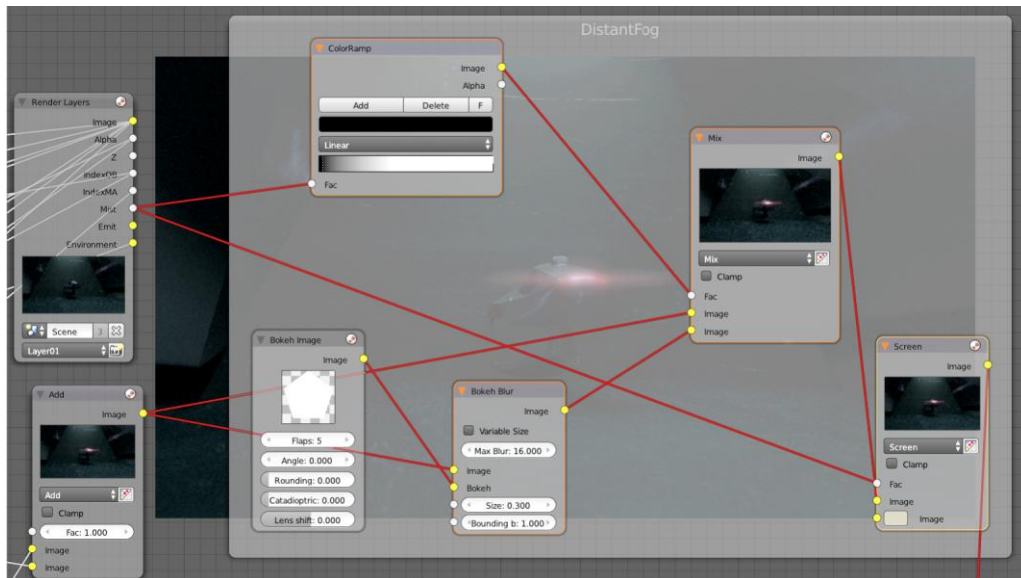 DistantFog
ColorRamp
Image
Alpha
Add Delete F
Linear
Fac
Render Layers
Image
Alpha
Z
IndexOB
IndexMA
Mist
Emit
Environment
Scene 3
Layer01
Mix
Image
Mix
Clamp
Fac
Image
Image
Bokeh Image
Image
Flaps: 5
Angle: 0.000
Rounding: 0.000
Catadioptric: 0.000
Lens shift: 0.000
Bokeh Blur
Image
Variable Size
Max Blur: 16.000
Image
Bokeh
Size: 0.300
Bounding b: 1.000
Screen
Image
Screen
Clamp
Fac
Image
Image
Add
Image
Add
Clamp
Fac: 1.000
Image
Image